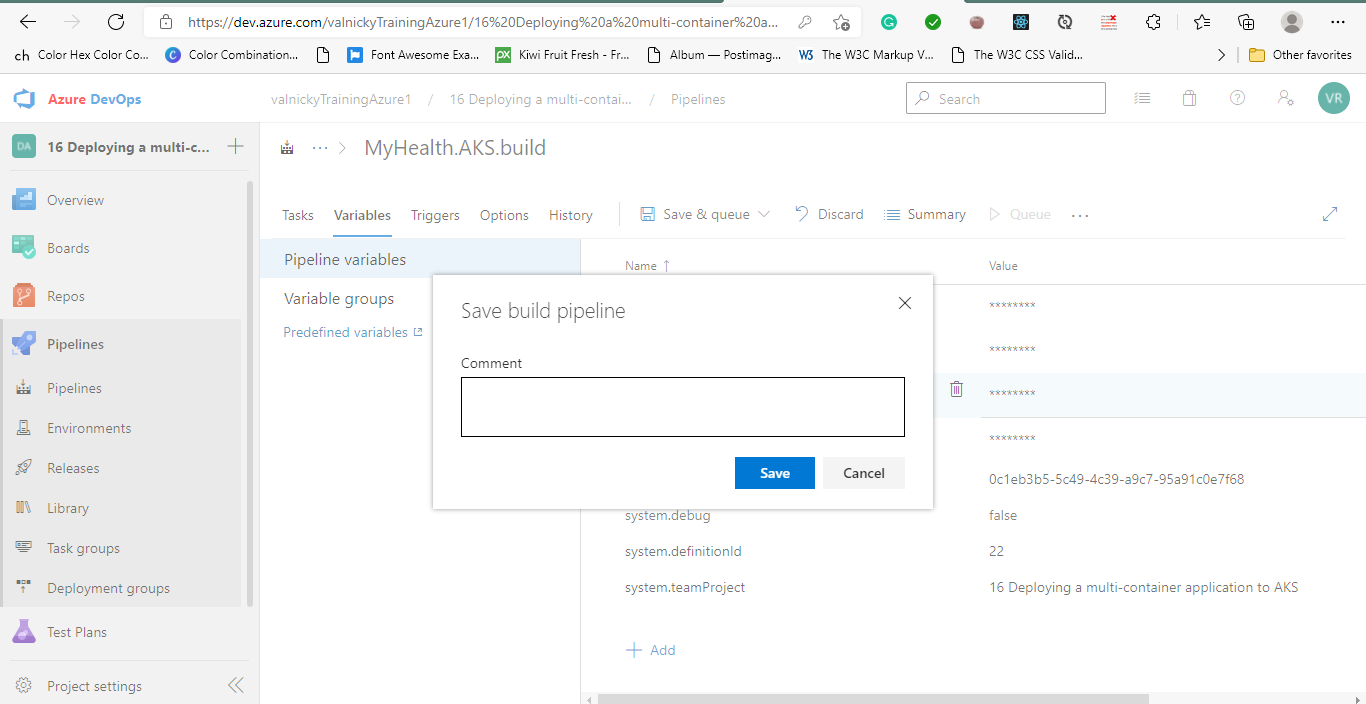 https://dev.azure.com/valnickyTrainingAzure1/16%20Deploying%20a%20multi-container%20a...
ch Color Hex Color Co...
C Color Combination...
Font Awesome Exa...
px Kiwi Fruit Fresh - Fr...
Album — Postimag...
W3 The W3C Markup V...
The W3C CSS Valid...
Other favorites
Azure DevOps
valnickyTrainingAzure1 / 16 Deploying a multi-contai... / Pipelines
Search
VR
DA 16 Deploying a multi-c...
··· > MyHealth.AKS.build
Overview
Boards
Repos
Pipelines
Pipelines
Environments
Releases
Library
Task groups
Deployment groups
Test Plans
Project settings
Tasks Variables Triggers Options History
Save & queue Discard Summary Queue ...
Pipeline variables
Variable groups
Predefined variables
Name ↑ Value
********
********
********
********
0c1eb3b5-5c49-4c39-a9c7-95a91c0e7f68
system.debug false
system.definitionId 22
system.teamProject 16 Deploying a multi-container application to AKS
+ Add
Save build pipeline
Comment
Save Cancel